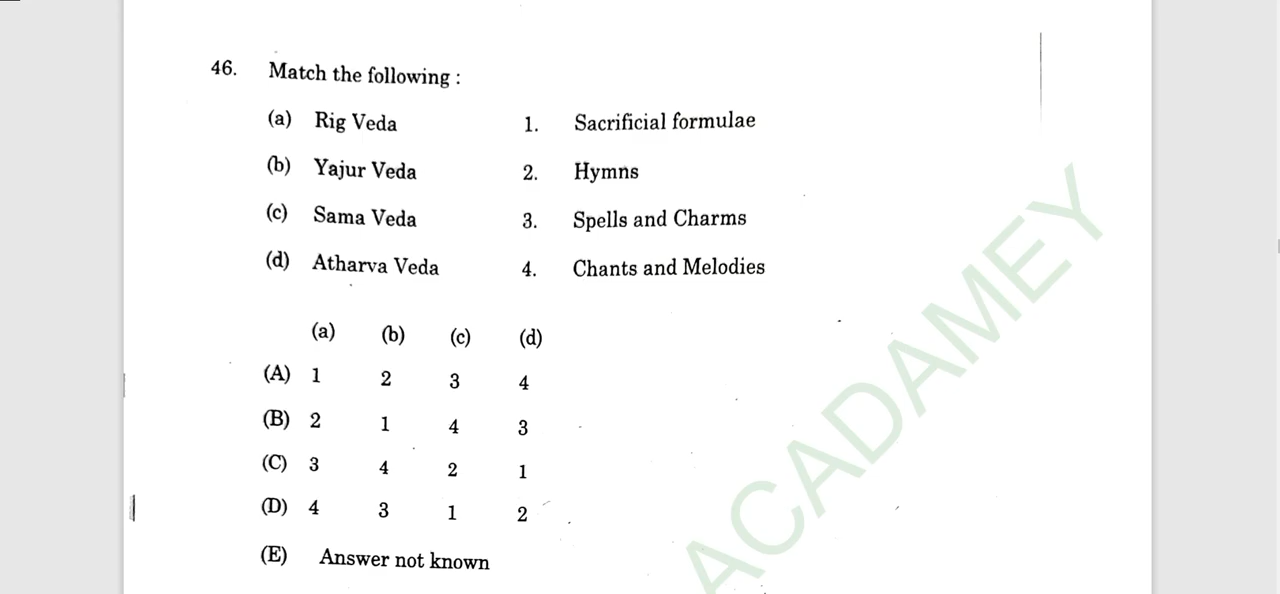 46. Match the following :
(a) Rig Veda 1. Sacrificial formulae
(b) Yajur Veda 2. Hymns
(c) Sama Veda 3. Spells and Charms
(d) Atharva Veda 4. Chants and Melodies
(a) (b) (c) (d)
(A) 1 2 3 4
(B) 2 1 4 3
(C) 3 4 2 1
(D) 4 3 1 2
(E) Answer not known
ACADAMEY